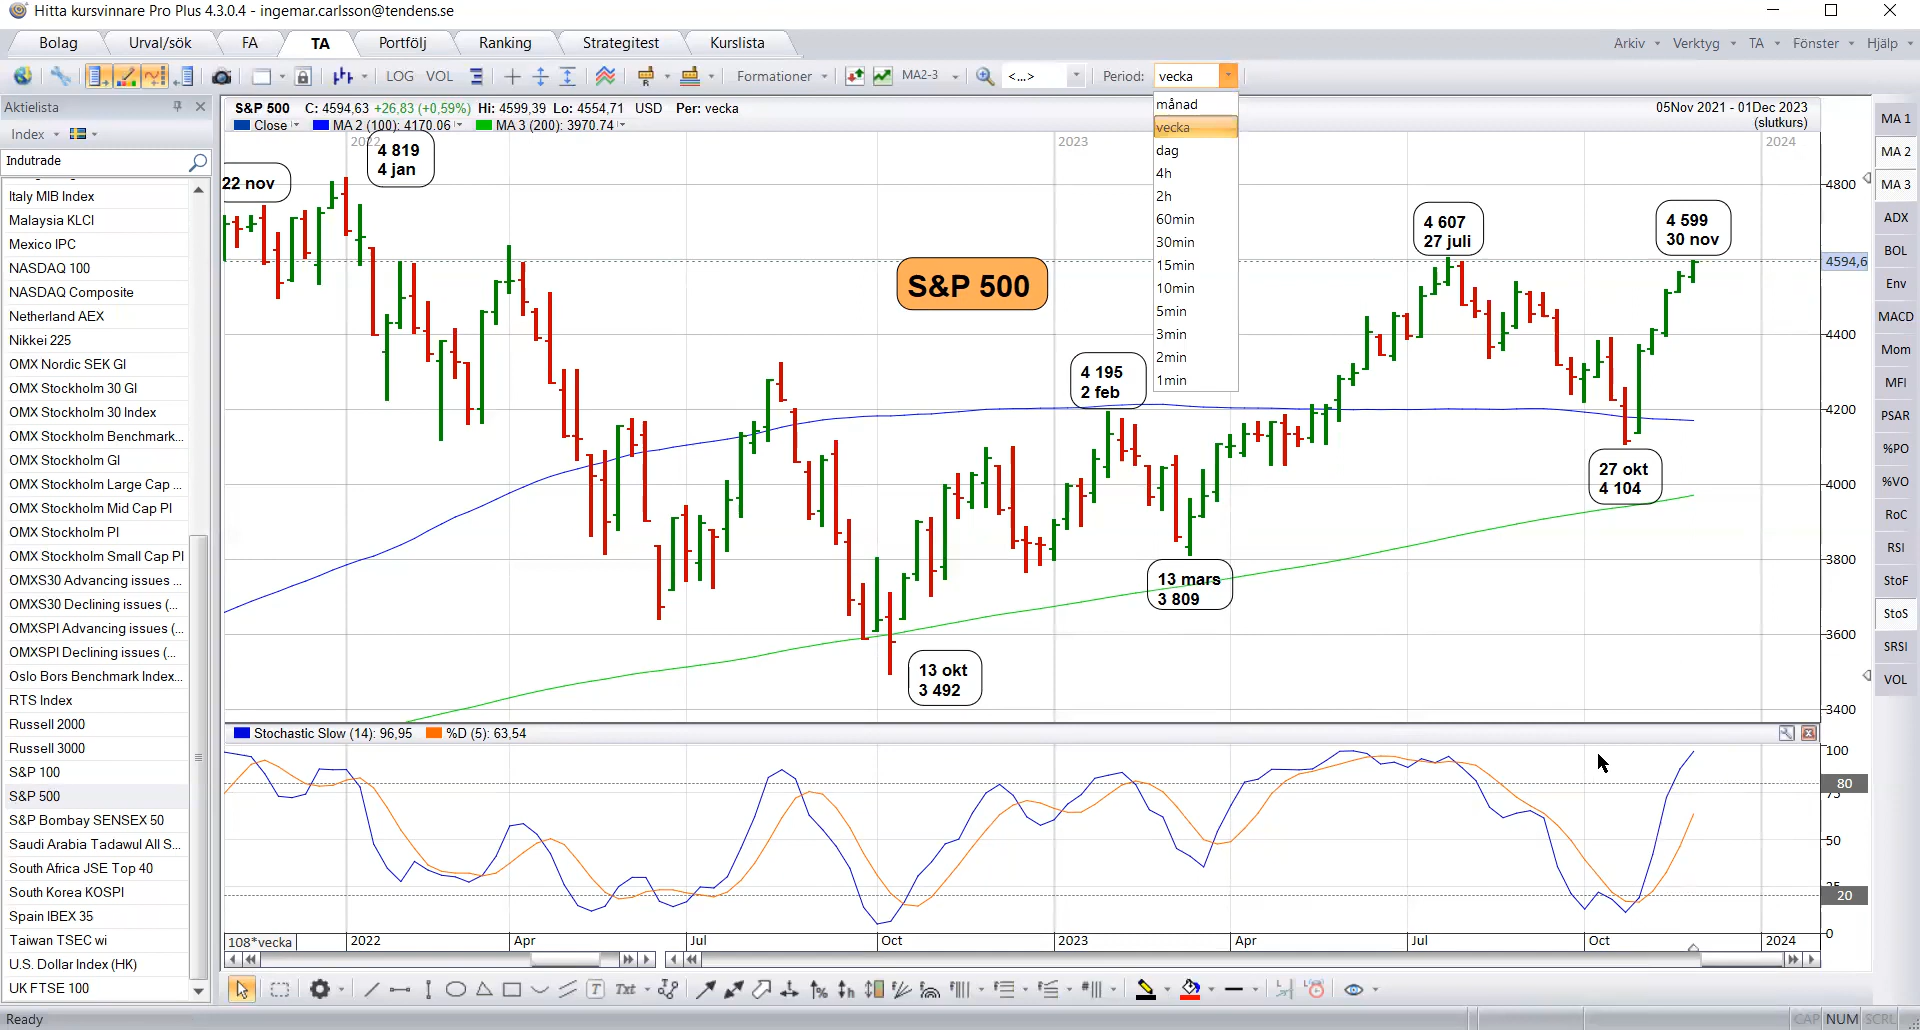 Hitta kursvinnare Pro Plus 4.3.0.4 - ingemar.carlsson@tendens.se
Bolag Urval/sök FA TA Portfölj Ranking Strategitest Kurslista
Arkiv Verktyg TA Fönster Hjälp
LOG VOL Formationer MA2-3 <...> Period: vecka
Aktielista
Index
Indutrade
Italy MIB Index
Malaysia KLCI
Mexico IPC
NASDAQ 100
NASDAQ Composite
Netherland AEX
Nikkei 225
OMX Nordic SEK GI
OMX Stockholm 30 GI
OMX Stockholm 30 Index
OMX Stockholm Benchmark...
OMX Stockholm GI
OMX Stockholm Large Cap ...
OMX Stockholm Mid Cap PI
OMX Stockholm PI
OMX Stockholm Small Cap PI
OMXS30 Advancing issues ...
OMXS30 Declining issues (...
OMXSPI Advancing issues (...
OMXSPI Declining issues (...
Oslo Bors Benchmark Index...
RTS Index
Russell 2000
Russell 3000
S&P 100
S&P 500
S&P Bombay SENSEX 50
Saudi Arabia Tadawul All S...
South Africa JSE Top 40
South Korea KOSPI
Spain IBEX 35
Taiwan TSEC wi
U.S. Dollar Index (HK)
UK FTSE 100
S&P 500 C: 4594,63 +26,83 (+0,59%) Hi: 4599,39 Lo: 4554,71 USD Per: vecka
05Nov 2021 - 01Dec 2023
(slutkurs)
Close MA 2 (100): 4170.06 MA 3 (200): 3970.74
månad
vecka
dag
4h
2h
60min
30min
15min
10min
5min
3min
2min
1min
2022 2023 2024
22 nov
4 819
4 jan
S&P 500
4 195
2 feb
4 607
27 juli
4 599
30 nov
27 okt
4 104
13 mars
3 809
13 okt
3 492
4800
4594,6
4400
4200
4000
3800
3600
3400
Stochastic Slow (14): 96,95 %D (5): 63,54
100
80
75
50
25
20
0
108*vecka 2022 Apr Jul Oct 2023 Apr Jul Oct 2024
MA 1
MA 2
MA 3
ADX
BOL
Env
MACD
Mom
MFI
PSAR
%PO
%VO
RoC
RSI
StoF
StoS
SRSI
VOL
T Txt
Ready
CAP NUM SCRL